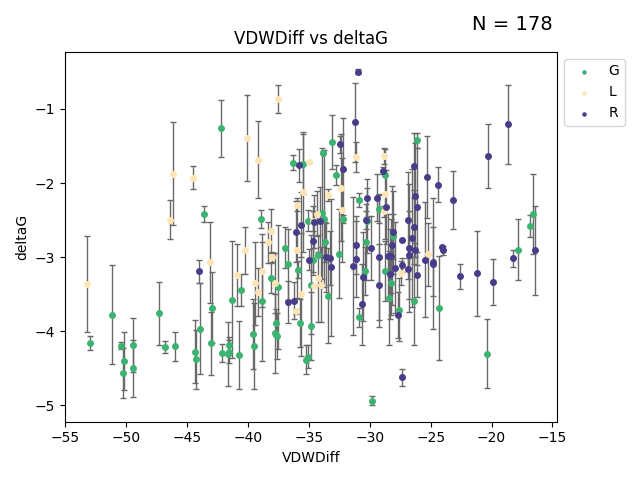 N = 178
VDWDiff vs deltaG
G
L
R
−1
−2
−3
−4
−5
deltaG
−55 −50 −45 −40 −35 −30 −25 −20 −15
VDWDiff